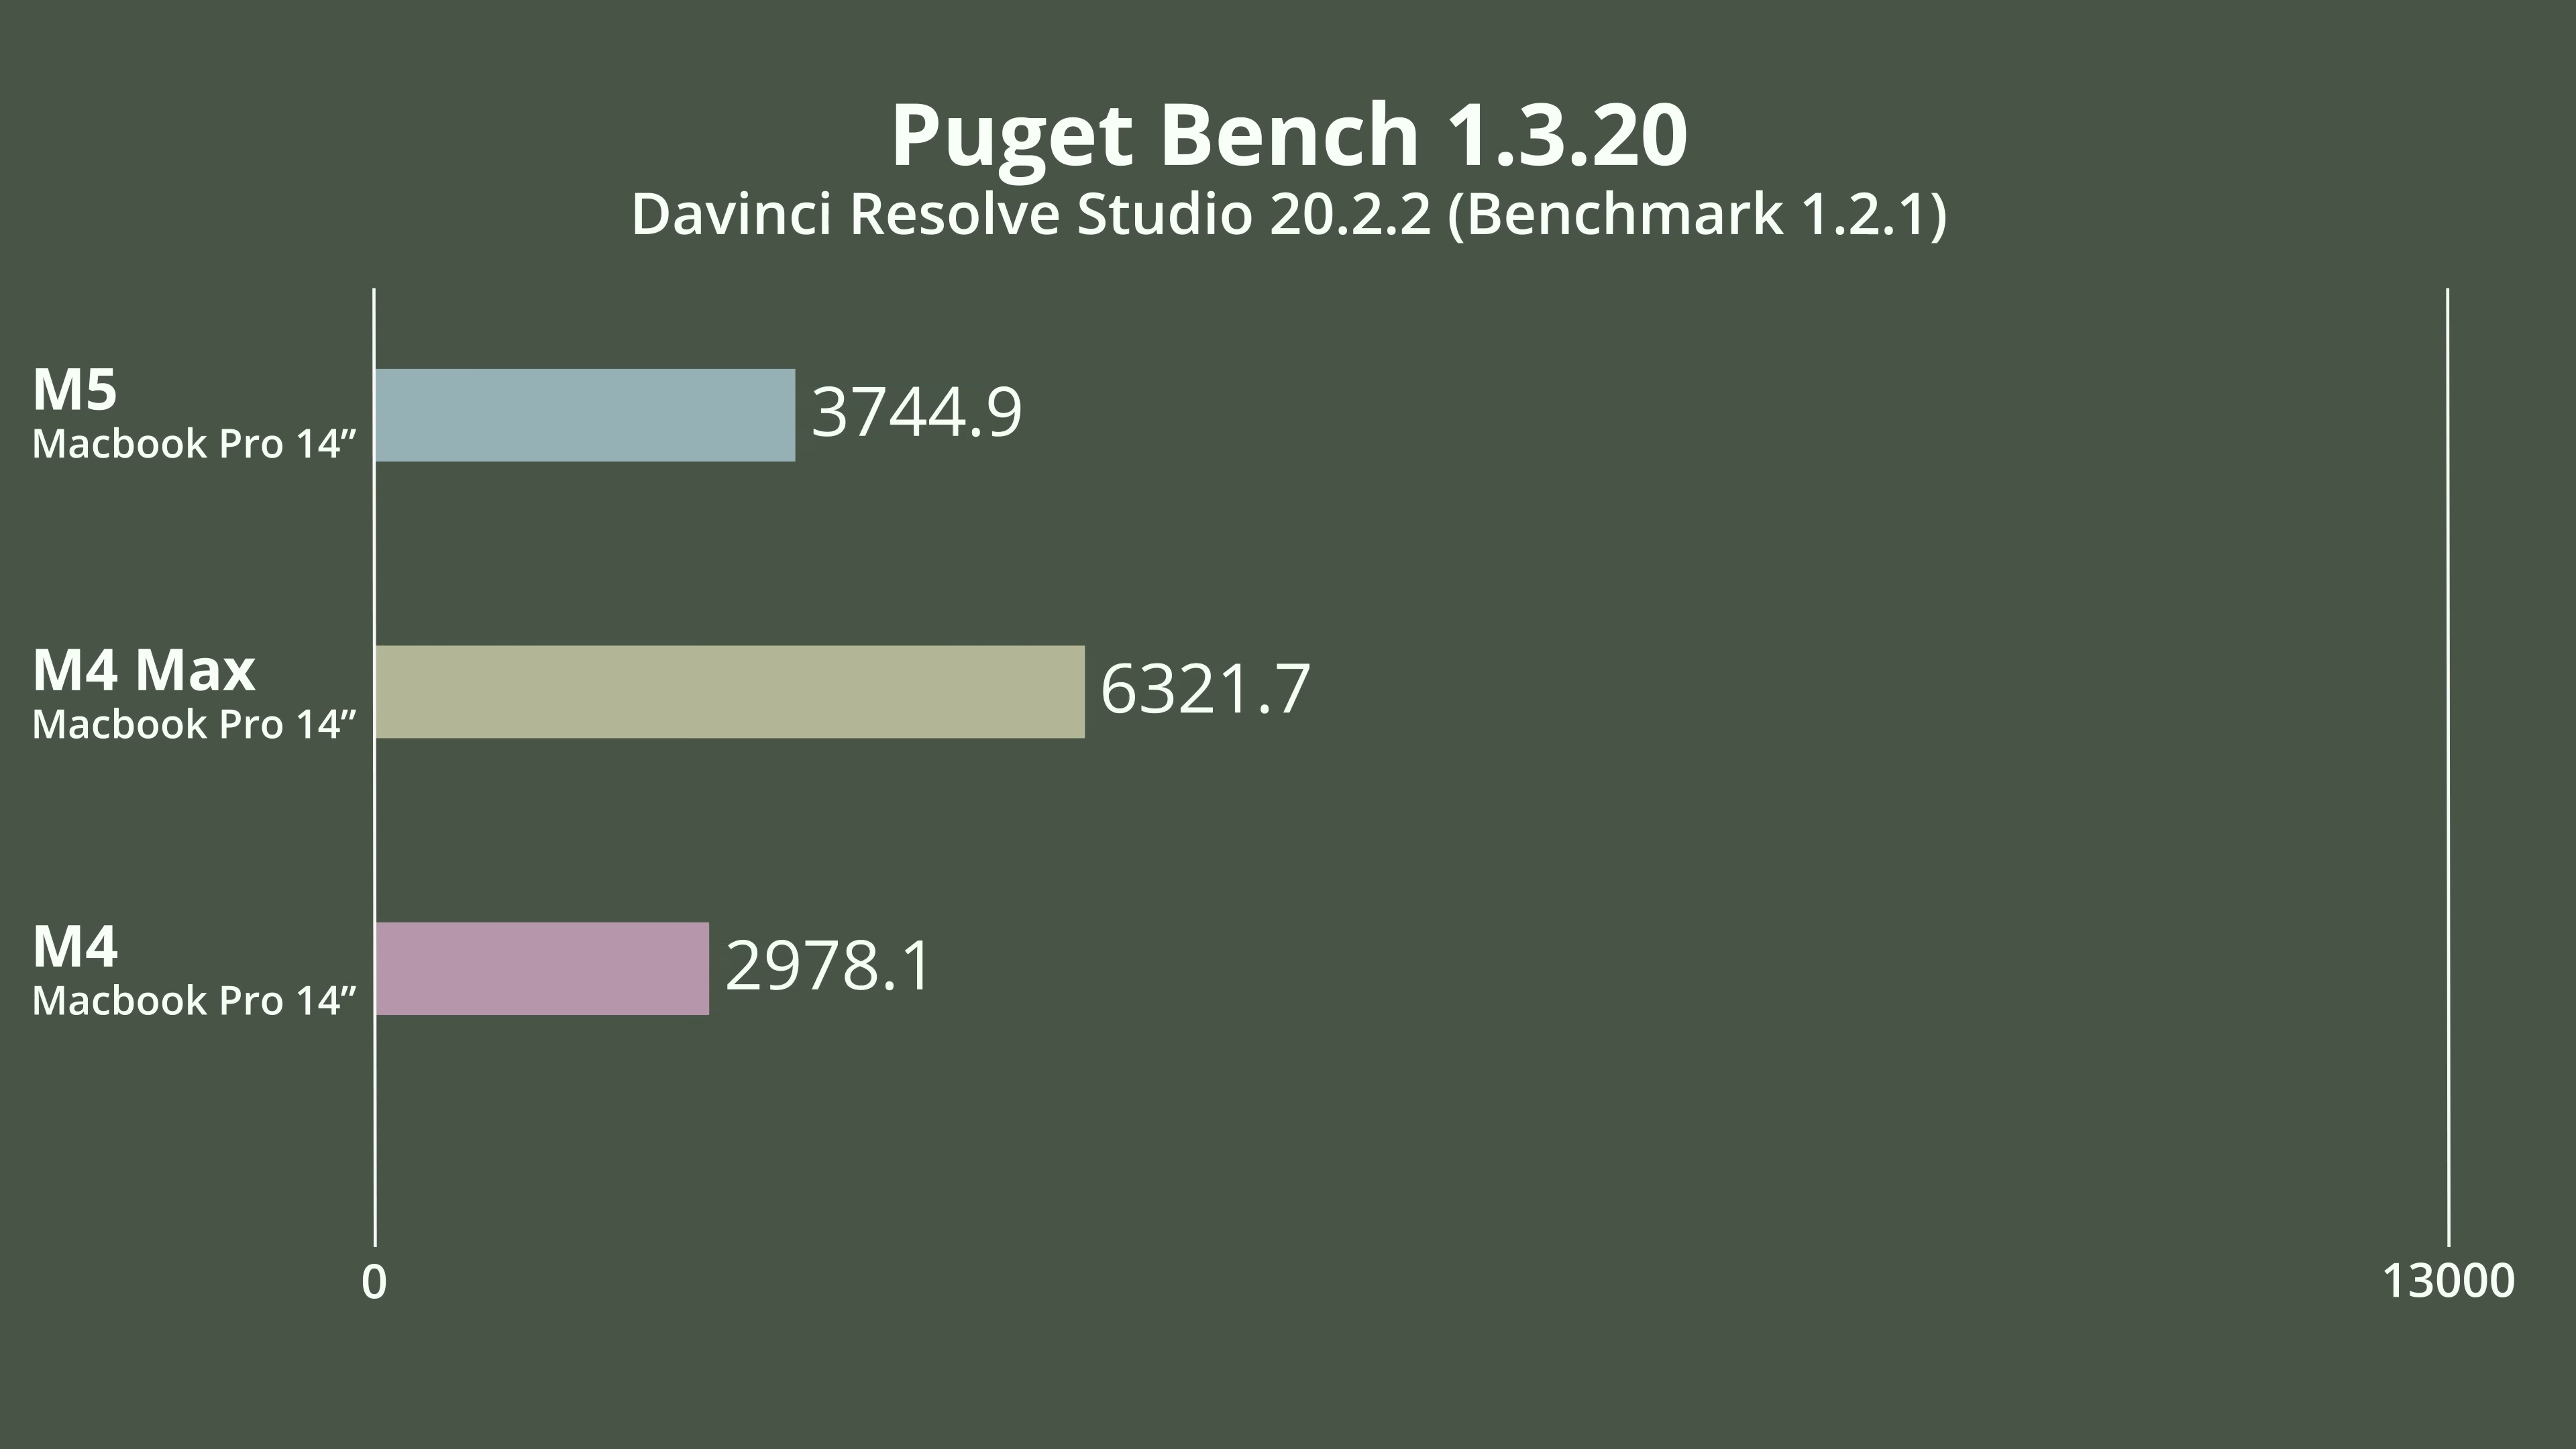 Puget Bench 1.3.20
Davinci Resolve Studio 20.2.2 (Benchmark 1.2.1)
M5
Macbook Pro 14”
3744.9
M4 Max
Macbook Pro 14”
6321.7
M4
Macbook Pro 14”
2978.1
0
13000